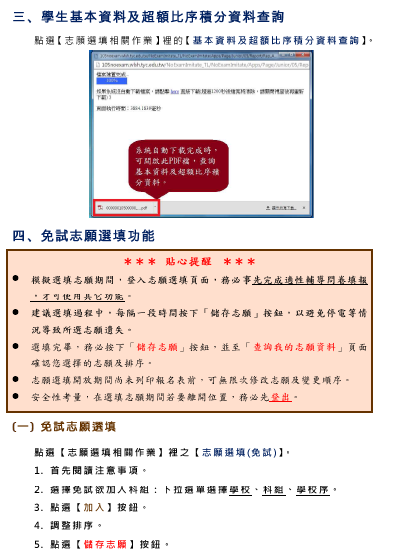 三、學生基本資料及超額比序積分資料查詢
點選【志願選填相關作業】裡的【基本資料及超額比序積分資料查詢】。
檔案產置完成
100%
系統自動下載完成時，
可開啟此PDF檔，查詢
基本資料及超額比序積
分資料。
四、免試志願選填功能
＊＊＊ 貼心提醒 ＊＊＊
● 模擬選填志願期間，登入志願選填頁面，務必事先完成適性輔導問卷填報
，才可使用其它功能。
● 建議選填過程中，每隔一段時間按下「儲存志願」按鈕，以避免停電等情
況導致所選志願遺失。
● 選填完畢，務必按下「儲存志願」按鈕，並至「查詢我的志願資料」頁面
確認您選擇的志願及排序。
● 志願選填開放期間尚未列印報名表前，可無限次修改志願及變更順序。
● 安全性考量，在選填志願期間若要離開位置，務必先登出。
(一) 免試志願選填
點選【志願選填相關作業】裡之【志願選填(免試)】。
1. 首先閱讀注意事項。
2. 選擇免試欲加入科組：下拉選單選擇學校、科組、學校序。
3. 點選【加入】按鈕。
4. 調整排序。
5. 點選【儲存志願】按鈕。